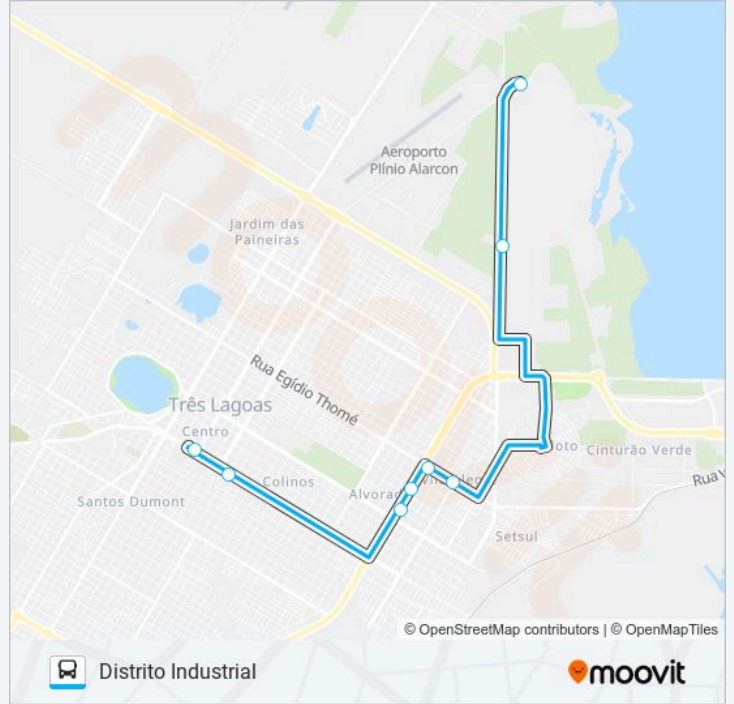 Aeroporto
Plínio Alarcon
Jardim das
Paineiras
Rua Egídio Thomé
Três Lagoas
Centro
Colinos
Santos Dumont
Cinturão Verde
Setsul
© OpenStreetMap contributors | © OpenMapTiles
Distrito Industrial
moovit